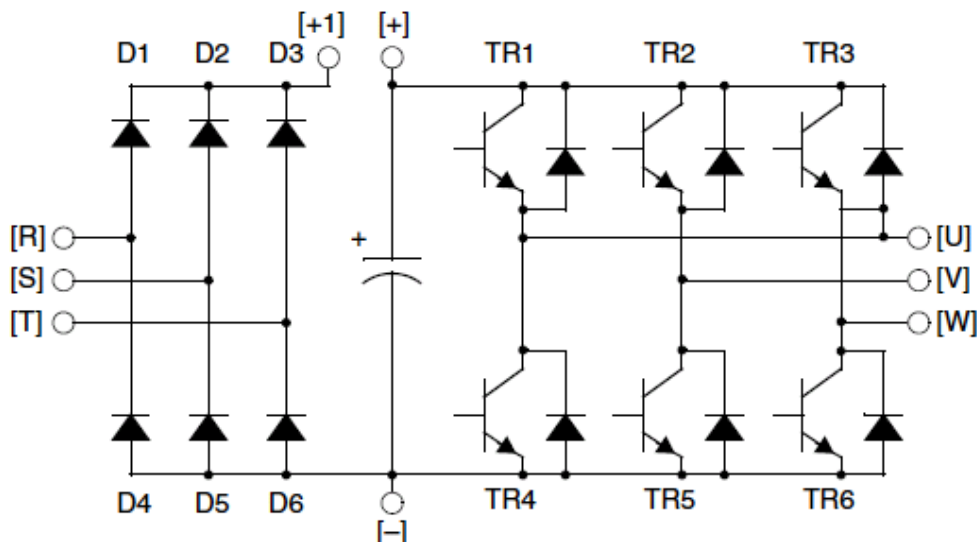 [+1] [+]
D1 D2 D3 TR1 TR2 TR3
[R] [U]
+
[S] [V]
[T] [W]
D4 D5 D6 TR4 TR5 TR6
[–]